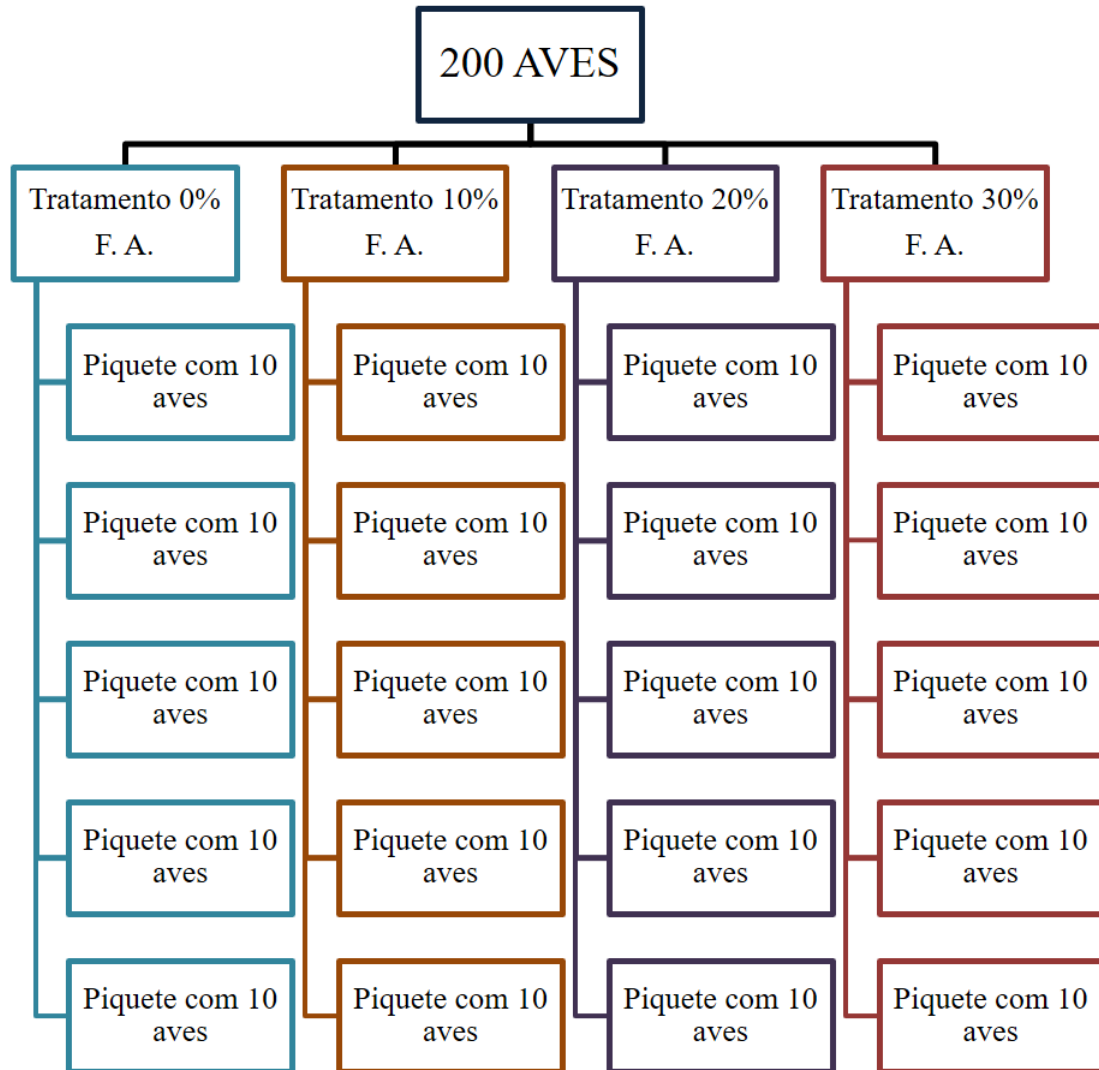 200 AVES
Tratamento 0%
F. A.
Tratamento 10%
F. A.
Tratamento 20%
F. A.
Tratamento 30%
F. A.
Piquete com 10
aves
Piquete com 10
aves
Piquete com 10
aves
Piquete com 10
aves
Piquete com 10
aves
Piquete com 10
aves
Piquete com 10
aves
Piquete com 10
aves
Piquete com 10
aves
Piquete com 10
aves
Piquete com 10
aves
Piquete com 10
aves
Piquete com 10
aves
Piquete com 10
aves
Piquete com 10
aves
Piquete com 10
aves
Piquete com 10
aves
Piquete com 10
aves
Piquete com 10
aves
Piquete com 10
aves